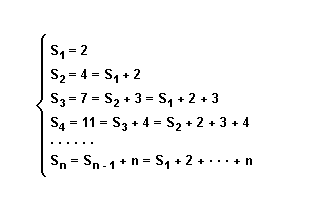 S₁ = 2
S₂ = 4 = S₁ + 2
S₃ = 7 = S₂ + 3 = S₁ + 2 + 3
S₄ = 11 = S₃ + 4 = S₂ + 2 + 3 + 4
. . . . . .
Sₙ = Sₙ₋₁ + n = S₁ + 2 + · · · + n